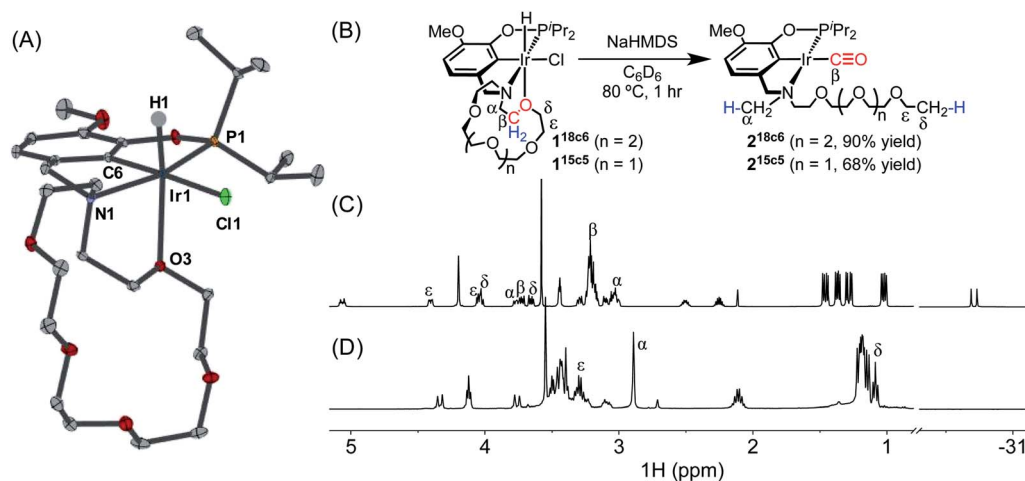 (A)
H1
P1
C6
Ir1
Cl1
N1
O3
(B)
MeO
O
PⁱPr₂
H
Ir
Cl
N
O
α
β
C
H₂
δ
ε
O
O
O
O
n
1¹⁸ᶜ⁶ (n = 2)
1¹⁵ᶜ⁵ (n = 1)
NaHMDS
C₆D₆
80 ºC, 1 hr
MeO
O
PⁱPr₂
Ir
C≡O
β
N
H-CH₂
α
O
O
n
O
CH₂-H
ε
δ
2¹⁸ᶜ⁶ (n = 2, 90% yield)
2¹⁵ᶜ⁵ (n = 1, 68% yield)
(C)
ε
ε δ
α β δ
β
α
(D)
ε
α
δ
5 4 3 2 1 -31
1H (ppm)